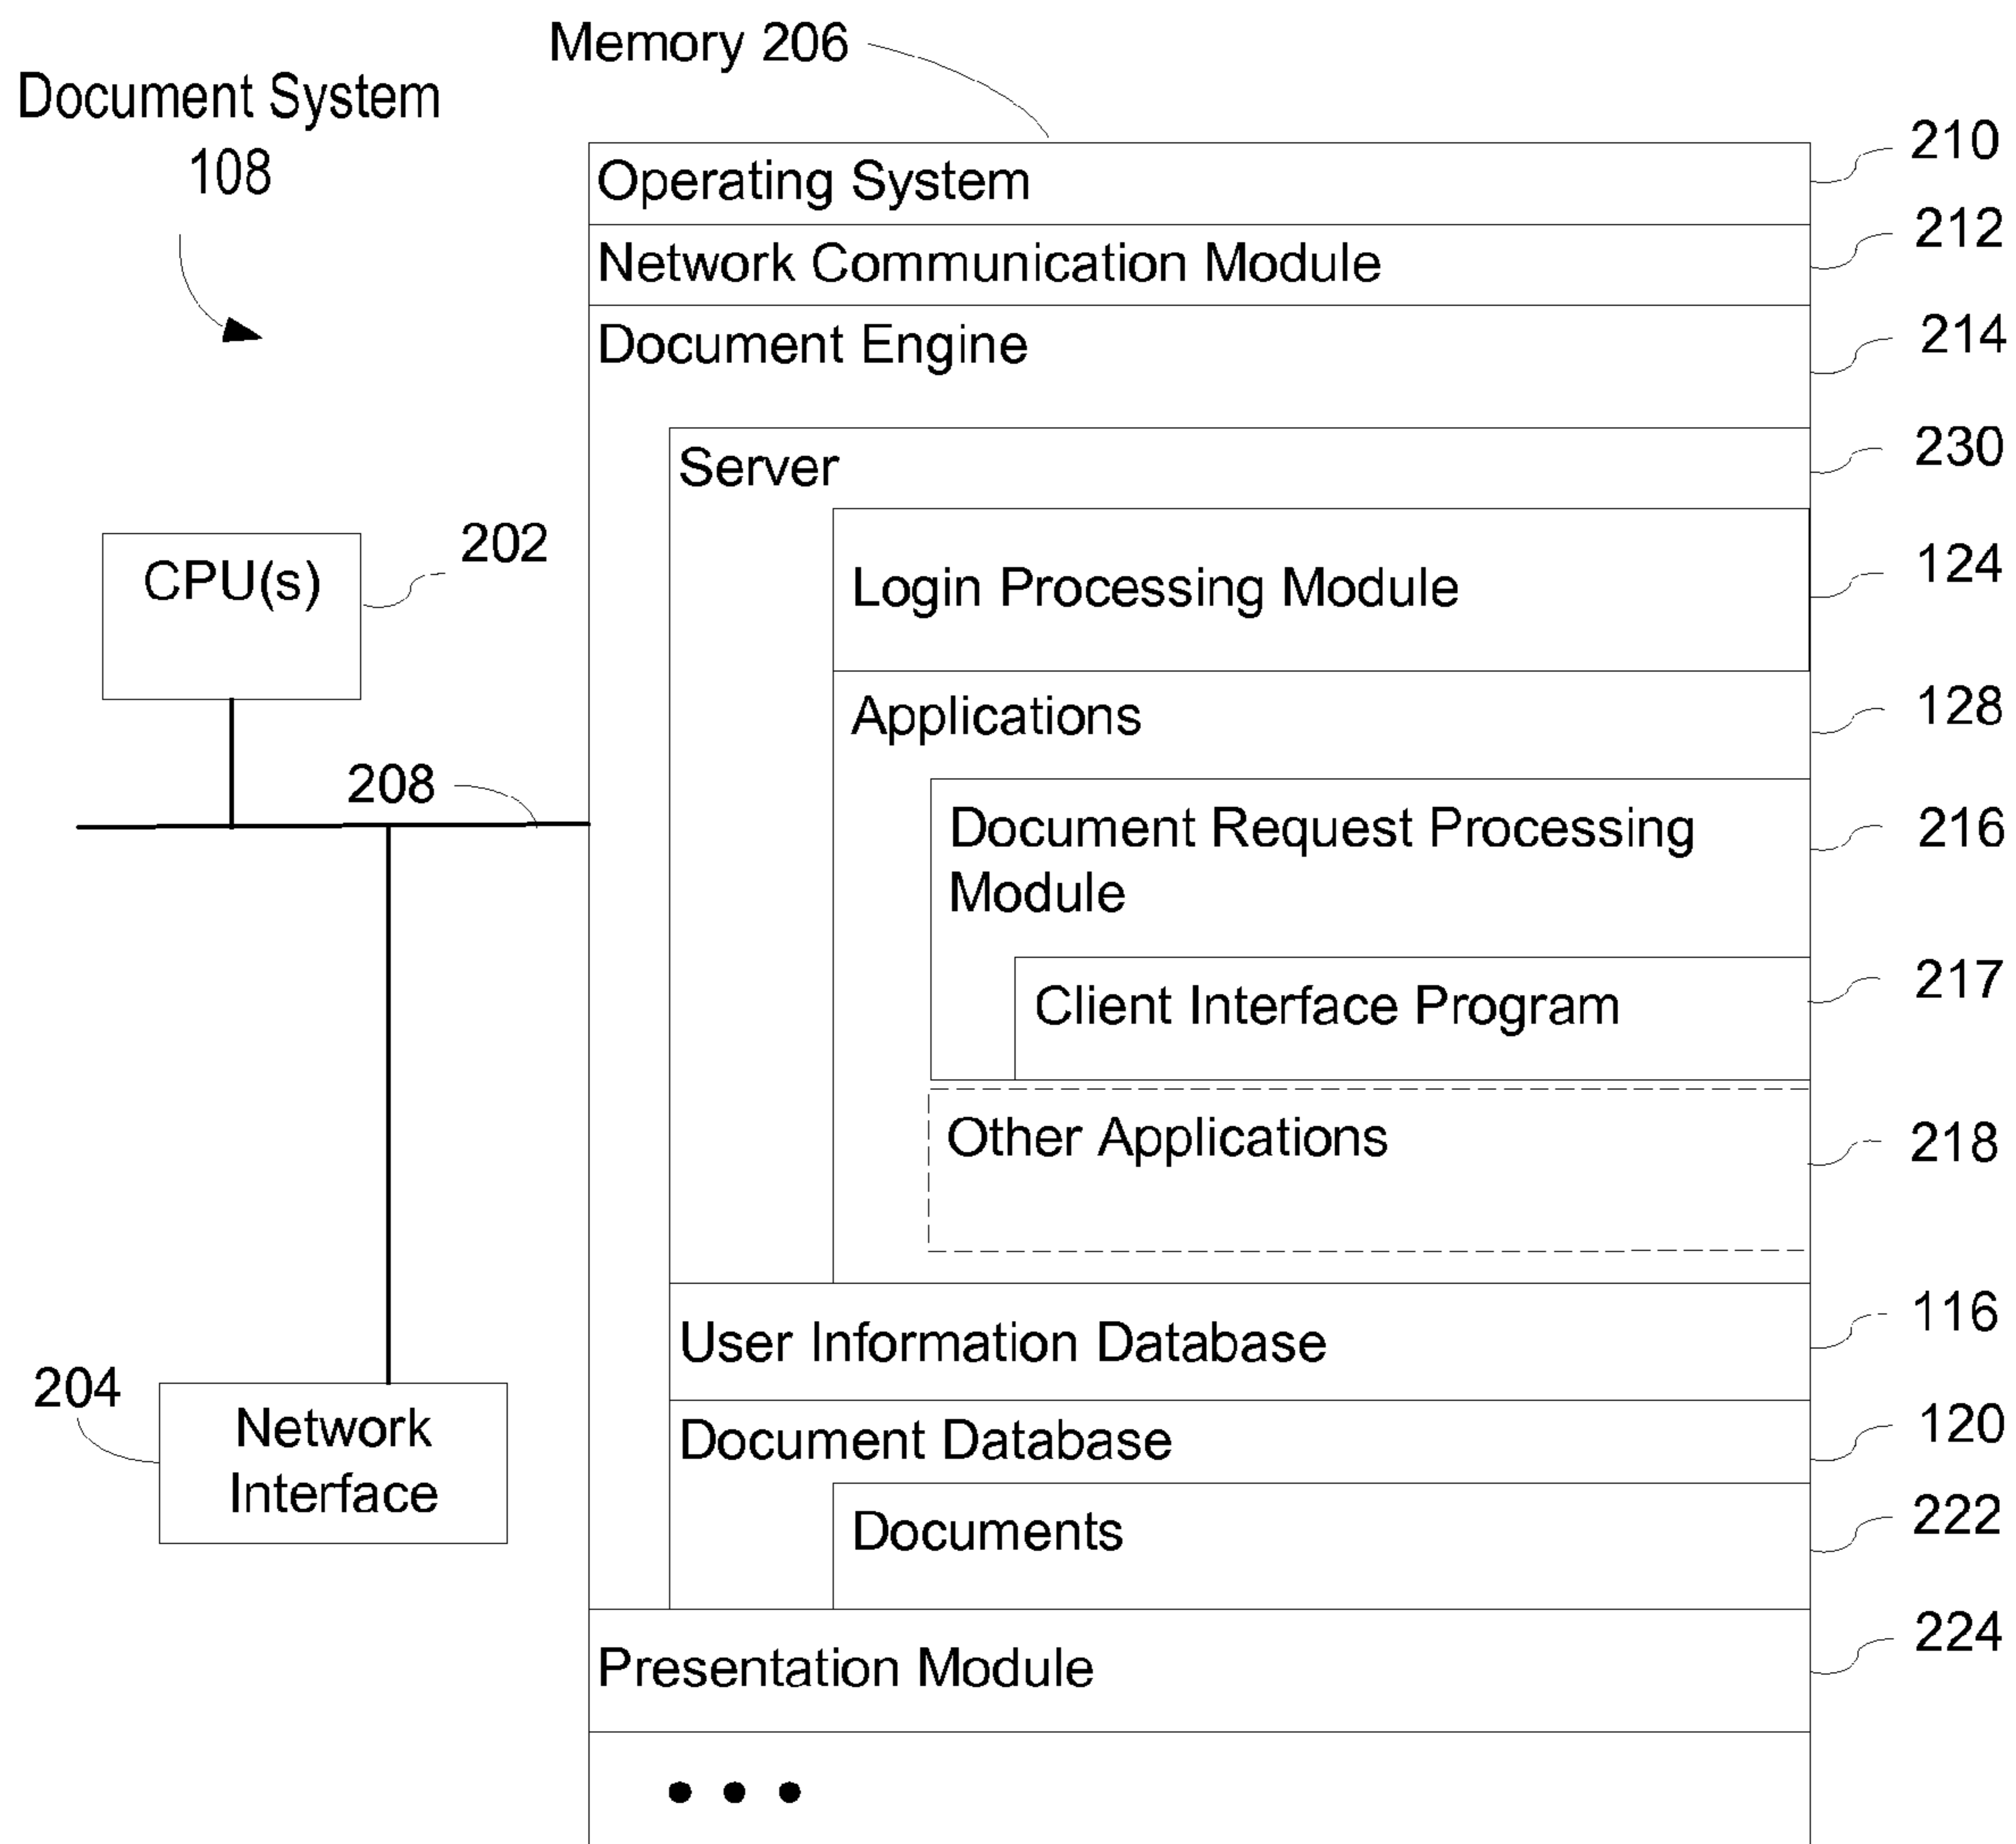 Memory 206
Document System
108
Operating System
210
Network Communication Module
212
Document Engine
214
Server
230
CPU(s)
202
Login Processing Module
124
Applications
128
208
Document Request Processing
Module
216
Client Interface Program
217
Other Applications
218
User Information Database
116
204
Network
Interface
Document Database
120
Documents
222
Presentation Module
224
• • •